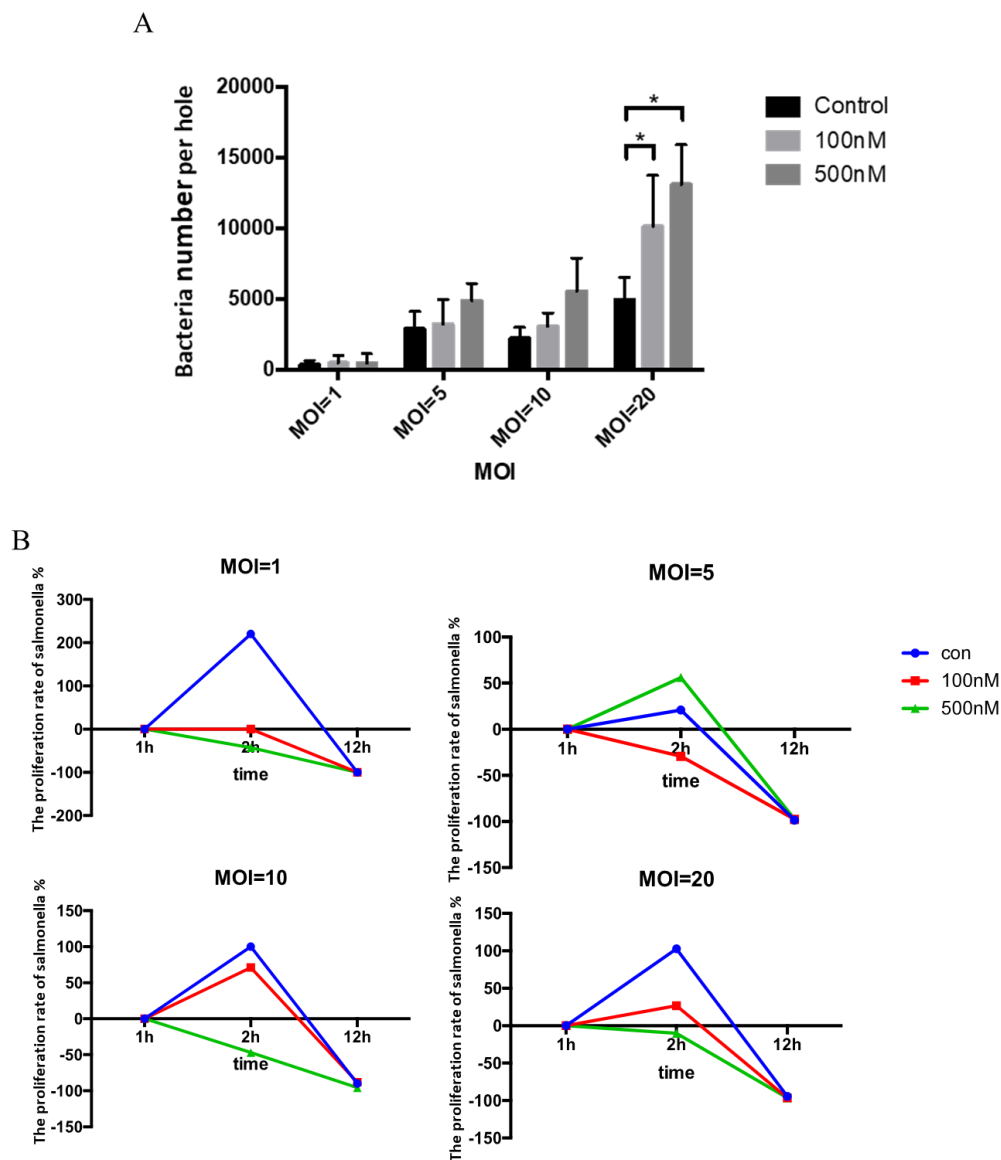 A
Bacteria number per hole
20000
15000
10000
5000
0
*
*
Control
100nM
500nM
MOI=1
MOI=5
MOI=10
MOI=20
MOI
B
MOI=1
The proliferation rate of salmonella %
300
200
100
0
-100
-200
1h
2h
12h
time
MOI=5
The proliferation rate of salmonella %
100
50
0
-50
-100
-150
1h
2h
12h
time
con
100nM
500nM
MOI=10
The proliferation rate of salmonella %
150
100
50
0
-50
-100
-150
1h
2h
12h
time
MOI=20
The proliferation rate of salmonella %
150
100
50
0
-50
-100
-150
1h
2h
12h
time